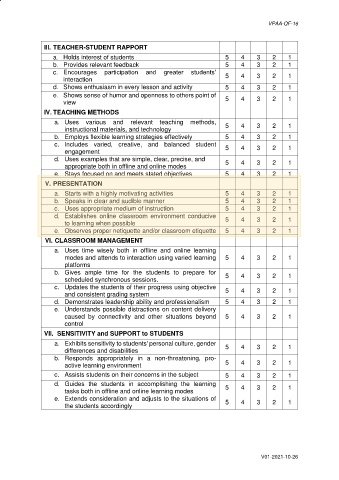 VPAA-QF-16
III. TEACHER-STUDENT RAPPORT
a. Holds interest of students 5 4 3 2 1
b. Provides relevant feedback 5 4 3 2 1
c. Encourages participation and greater students'
interaction 5 4 3 2 1
d. Shows enthusiasm in every lesson and activity 5 4 3 2 1
e. Shows sense of humor and openness to others point of
view 5 4 3 2 1
IV. TEACHING METHODS
a. Uses various and relevant teaching methods,
instructional materials, and technology 5 4 3 2 1
b. Employs flexible learning strategies effectively 5 4 3 2 1
c. Includes varied, creative, and balanced student
engagement 5 4 3 2 1
d. Uses examples that are simple, clear, precise, and
appropriate both in offline and online modes 5 4 3 2 1
e. Stays focused on and meets stated objectives 5 4 3 2 1
V. PRESENTATION
a. Starts with a highly motivating activities 5 4 3 2 1
b. Speaks in clear and audible manner 5 4 3 2 1
c. Uses appropriate medium of instruction 5 4 3 2 1
d. Establishes online classroom environment conducive
to learning when possible 5 4 3 2 1
e. Observes proper netiquette and/or classroom etiquette 5 4 3 2 1
VI. CLASSROOM MANAGEMENT
a. Uses time wisely both in offline and online learning
modes and attends to interaction using varied learning
platforms 5 4 3 2 1
b. Gives ample time for the students to prepare for
scheduled synchronous sessions. 5 4 3 2 1
c. Updates the students of their progress using objective
and consistent grading system 5 4 3 2 1
d. Demonstrates leadership ability and professionalism 5 4 3 2 1
e. Understands possible distractions on content delivery
caused by connectivity and other situations beyond
control 5 4 3 2 1
VII. SENSITIVITY and SUPPORT to STUDENTS
a. Exhibits sensitivity to students' personal culture, gender
differences and disabilities 5 4 3 2 1
b. Responds appropriately in a non-threatening, pro-
active learning environment 5 4 3 2 1
c. Assists students on their concerns in the subject 5 4 3 2 1
d. Guides the students in accomplishing the learning
tasks both in offline and online learning modes 5 4 3 2 1
e. Extends consideration and adjusts to the situations of
the students accordingly 5 4 3 2 1
V01-2021-10-26